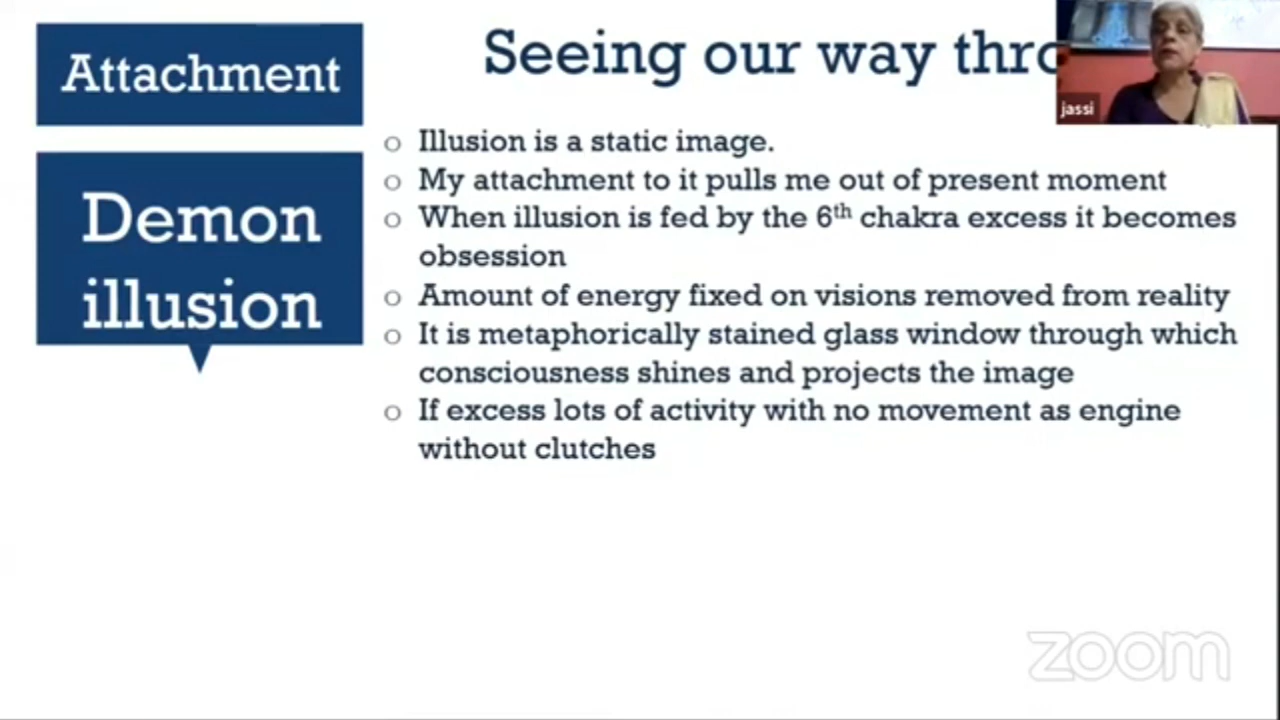 Attachment
Demon
illusion
Seeing our way
jassi
o Illusion is a static image.
o My attachment to it pulls me out of present moment
o When illusion is fed by the 6th chakra excess it becomes
obsession
o Amount of energy fixed on visions removed from reality
o It is metaphorically stained glass window through which
consciousness shines and projects the image
o If excess lots of activity with no movement as engine
without clutches
zoom